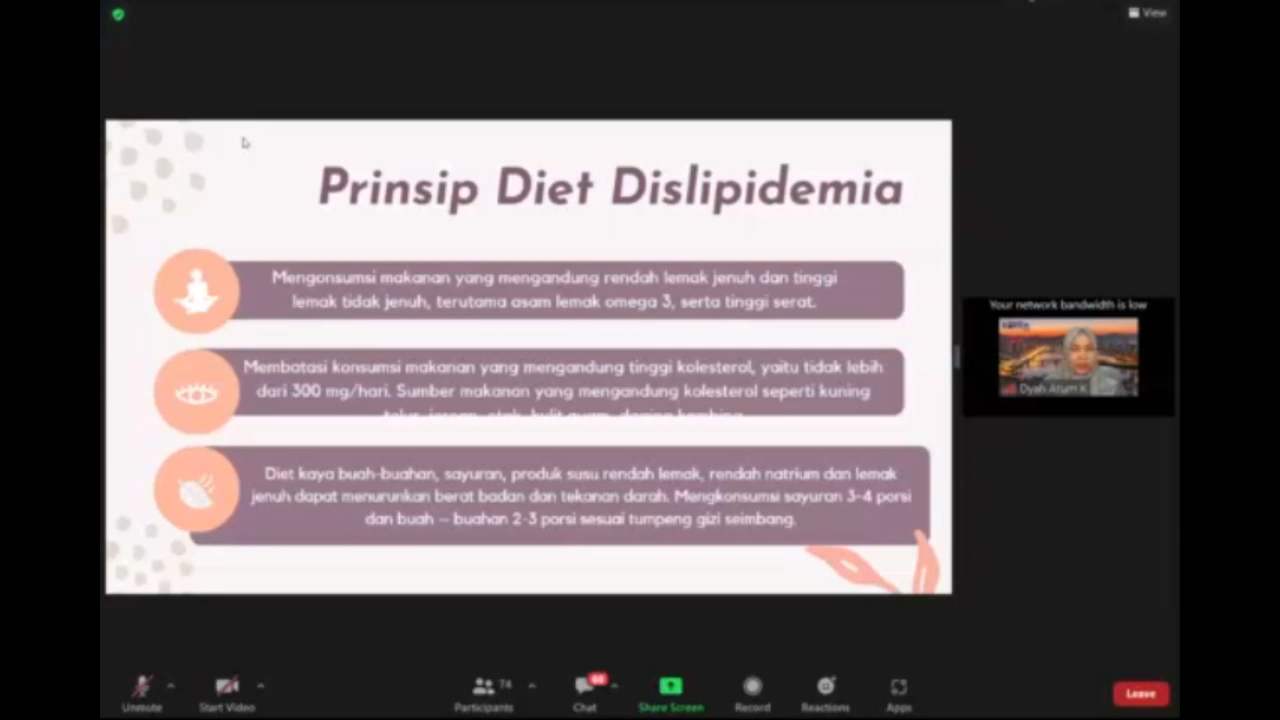 View
Prinsip Diet Dislipidemia
Mengonsumsi makanan yang mengandung rendah lemak jenuh dan tinggi
lemak tidak jenuh, terutama asam lemak omega 3, serta tinggi serat.
Membatasi konsumsi makanan yang mengandung tinggi kolesterol, yaitu tidak lebih
dari 300 mg/hari. Sumber makanan yang mengandung kolesterol seperti kuning
Diet kaya buah-buahan, sayuran, produk susu rendah lemak, rendah natrium dan lemak
jenuh dapat menurunkan berat badan dan tekanan darah. Mengkonsumsi sayuran 3-4 porsi
dan buah – buahan 2-3 porsi sesuai tumpeng gizi seimbang.
Your network bandwidth is low
Dyah Arum K
Unmute
Start Video
74
Participants
Chat
Share Screen
Record
Reactions
Apps
Leave